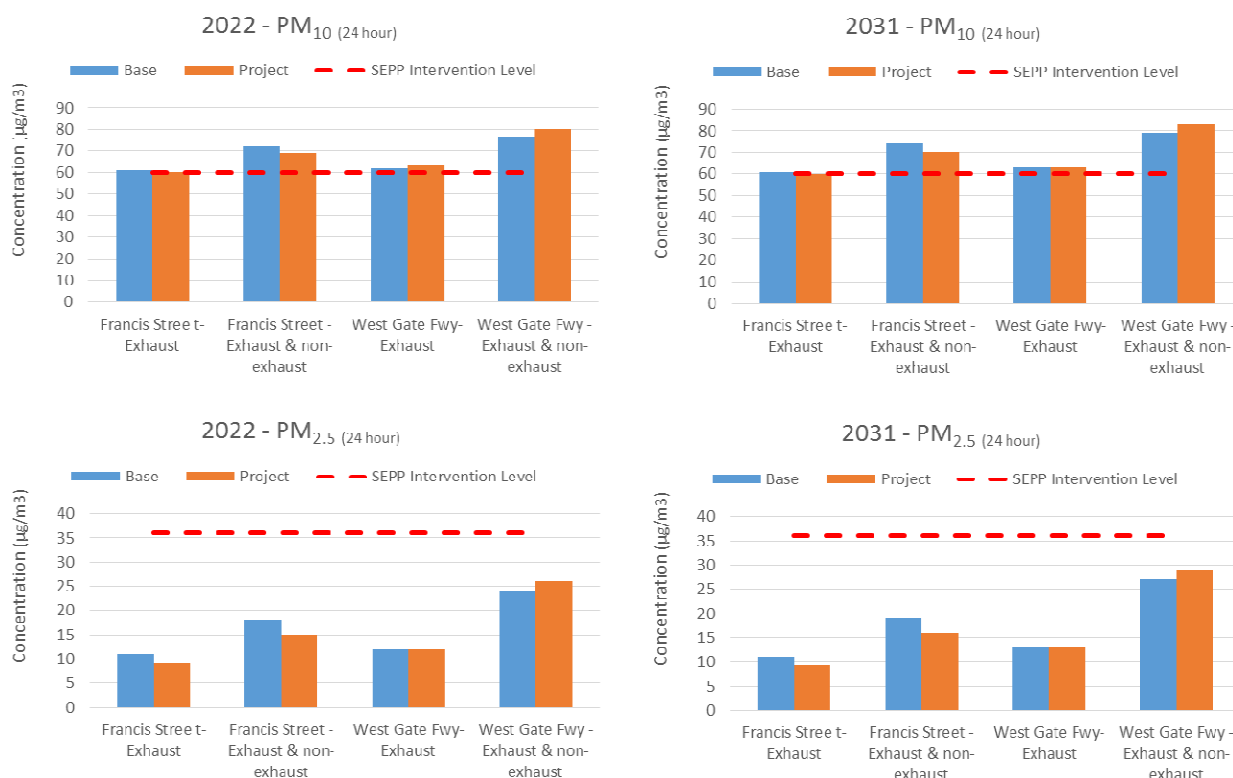 2022 - PM10 (24 hour)
Base Project SEPP Intervention Level
Concentration (µg/m3)
90
80
70
60
50
40
30
20
10
0
Francis Stree t- Francis Street - West Gate Fwy- West Gate Fwy -
Exhaust Exhaust & non- Exhaust Exhaust & non-
exhaust exhaust
2031 - PM10 (24 hour)
Base Project SEPP Intervention Level
Concentration (µg/m3)
90
80
70
60
50
40
30
20
10
0
Francis Stree t- Francis Street - West Gate Fwy- West Gate Fwy -
Exhaust Exhaust & non- Exhaust Exhaust & non-
exhaust exhaust
2022 - PM2.5 (24 hour)
Base Project SEPP Intervention Level
Concentration (µg/m3)
40
35
30
25
20
15
10
5
0
Francis Stree t- Francis Street - West Gate Fwy- West Gate Fwy -
Exhaust Exhaust & non- Exhaust Exhaust & non-
exhaust exhaust
2031 - PM2.5 (24 hour)
Base Project SEPP Intervention Level
Concentration (µg/m3)
40
35
30
25
20
15
10
5
0
Francis Stree t- Francis Street - West Gate Fwy- West Gate Fwy -
Exhaust Exhaust & non- Exhaust Exhaust & non-
exhaust exhaust